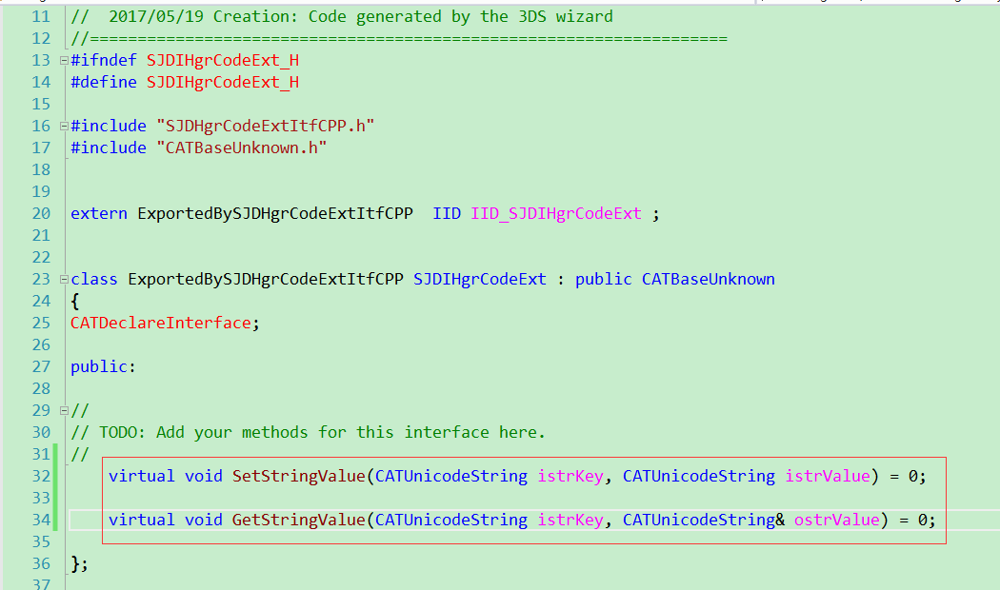 11 //  2017/05/19 Creation: Code generated by the 3DS wizard
12 //===================================================================
13 #ifndef SJDIHgrCodeExt_H
14 #define SJDIHgrCodeExt_H
15
16 #include "SJDHgrCodeExtItfCPP.h"
17 #include "CATBaseUnknown.h"
18
19
20 extern ExportedBySJDHgrCodeExtItfCPP  IID IID_SJDIHgrCodeExt ;
21
22
23 class ExportedBySJDHgrCodeExtItfCPP SJDIHgrCodeExt : public CATBaseUnknown
24 {
25 CATDeclareInterface;
26
27 public:
28
29 //
30 // TODO: Add your methods for this interface here.
31 //
32     virtual void SetStringValue(CATUnicodeString istrKey, CATUnicodeString istrValue) = 0;
33
34     virtual void GetStringValue(CATUnicodeString istrKey, CATUnicodeString& ostrValue) = 0;
35
36 };
37